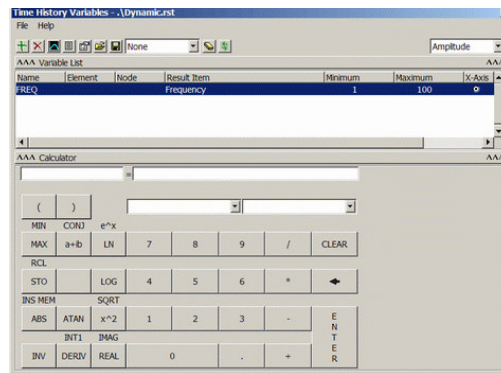 Time History Variables - .\Dynamic.rst
File Help
None Amplitude
^^^ Variable List
Name Element Node Result Item Minimum Maximum X-Axis
FREQ Frequency 1 100
^^^ Calculator
=
( )
MIN CONJ e^x
MAX a+ib LN 7 8 9 / CLEAR
RCL
STO LOG 4 5 6 *
INS MEM SQRT
ABS ATAN x^2 1 2 3 - ENTER
INT1 IMAG
INV DERIV REAL 0 . +